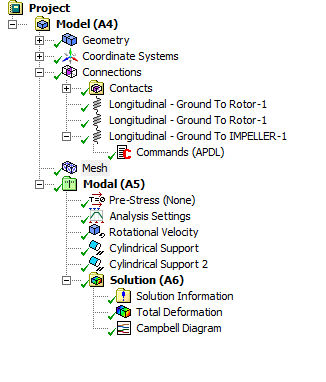 Project
Model (A4)
Geometry
Coordinate Systems
Connections
Contacts
Longitudinal - Ground To Rotor-1
Longitudinal - Ground To Rotor-1
Longitudinal - Ground To IMPELLER-1
Commands (APDL)
Mesh
Modal (A5)
Pre-Stress (None)
Analysis Settings
Rotational Velocity
Cylindrical Support
Cylindrical Support 2
Solution (A6)
Solution Information
Total Deformation
Campbell Diagram